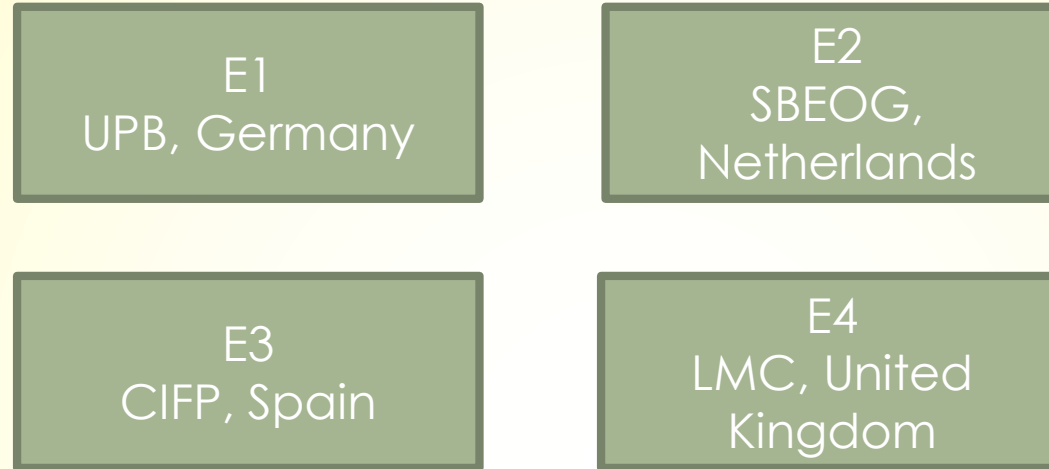 E1
UPB, Germany
E2
SBEOG,
Netherlands
E3
CIFP, Spain
E4
LMC, United
Kingdom